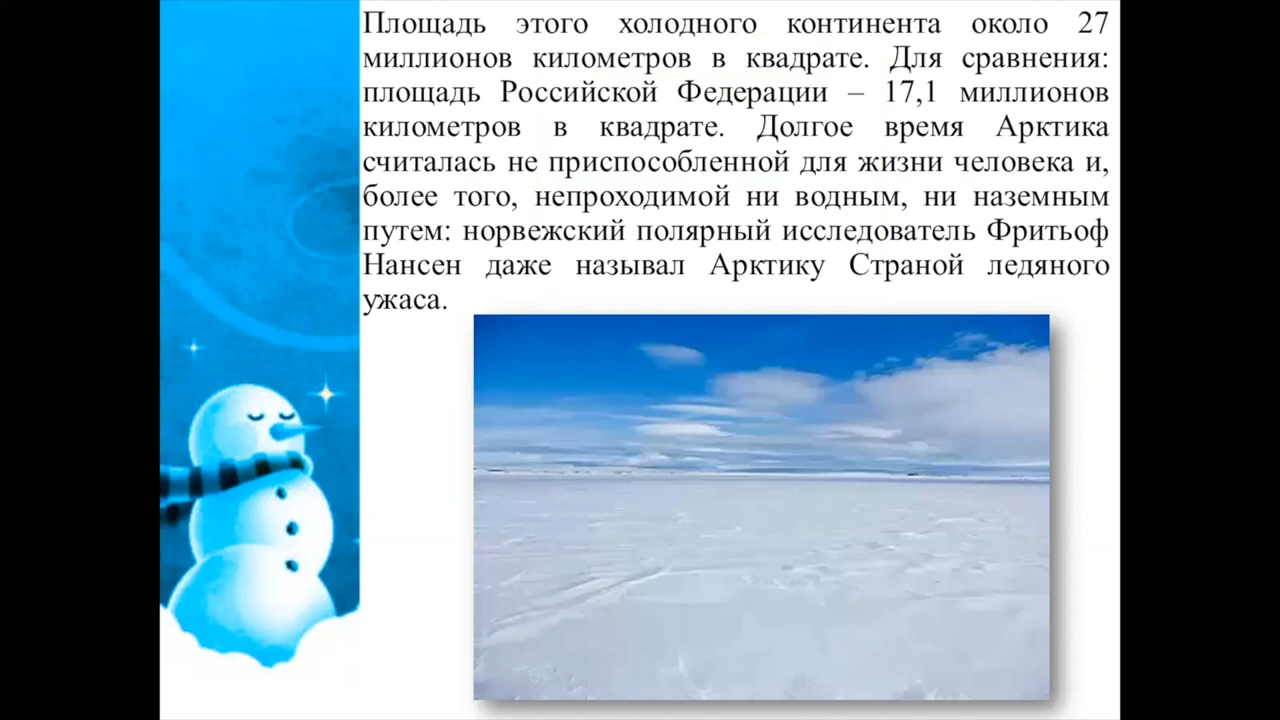 Площадь этого холодного континента около 27
миллионов километров в квадрате. Для сравнения:
площадь Российской Федерации – 17,1 миллионов
километров в квадрате. Долгое время Арктика
считалась не приспособленной для жизни человека и,
более того, непроходимой ни водным, ни наземным
путем: норвежский полярный исследователь Фритьоф
Нансен даже называл Арктику Страной ледяного
ужаса.